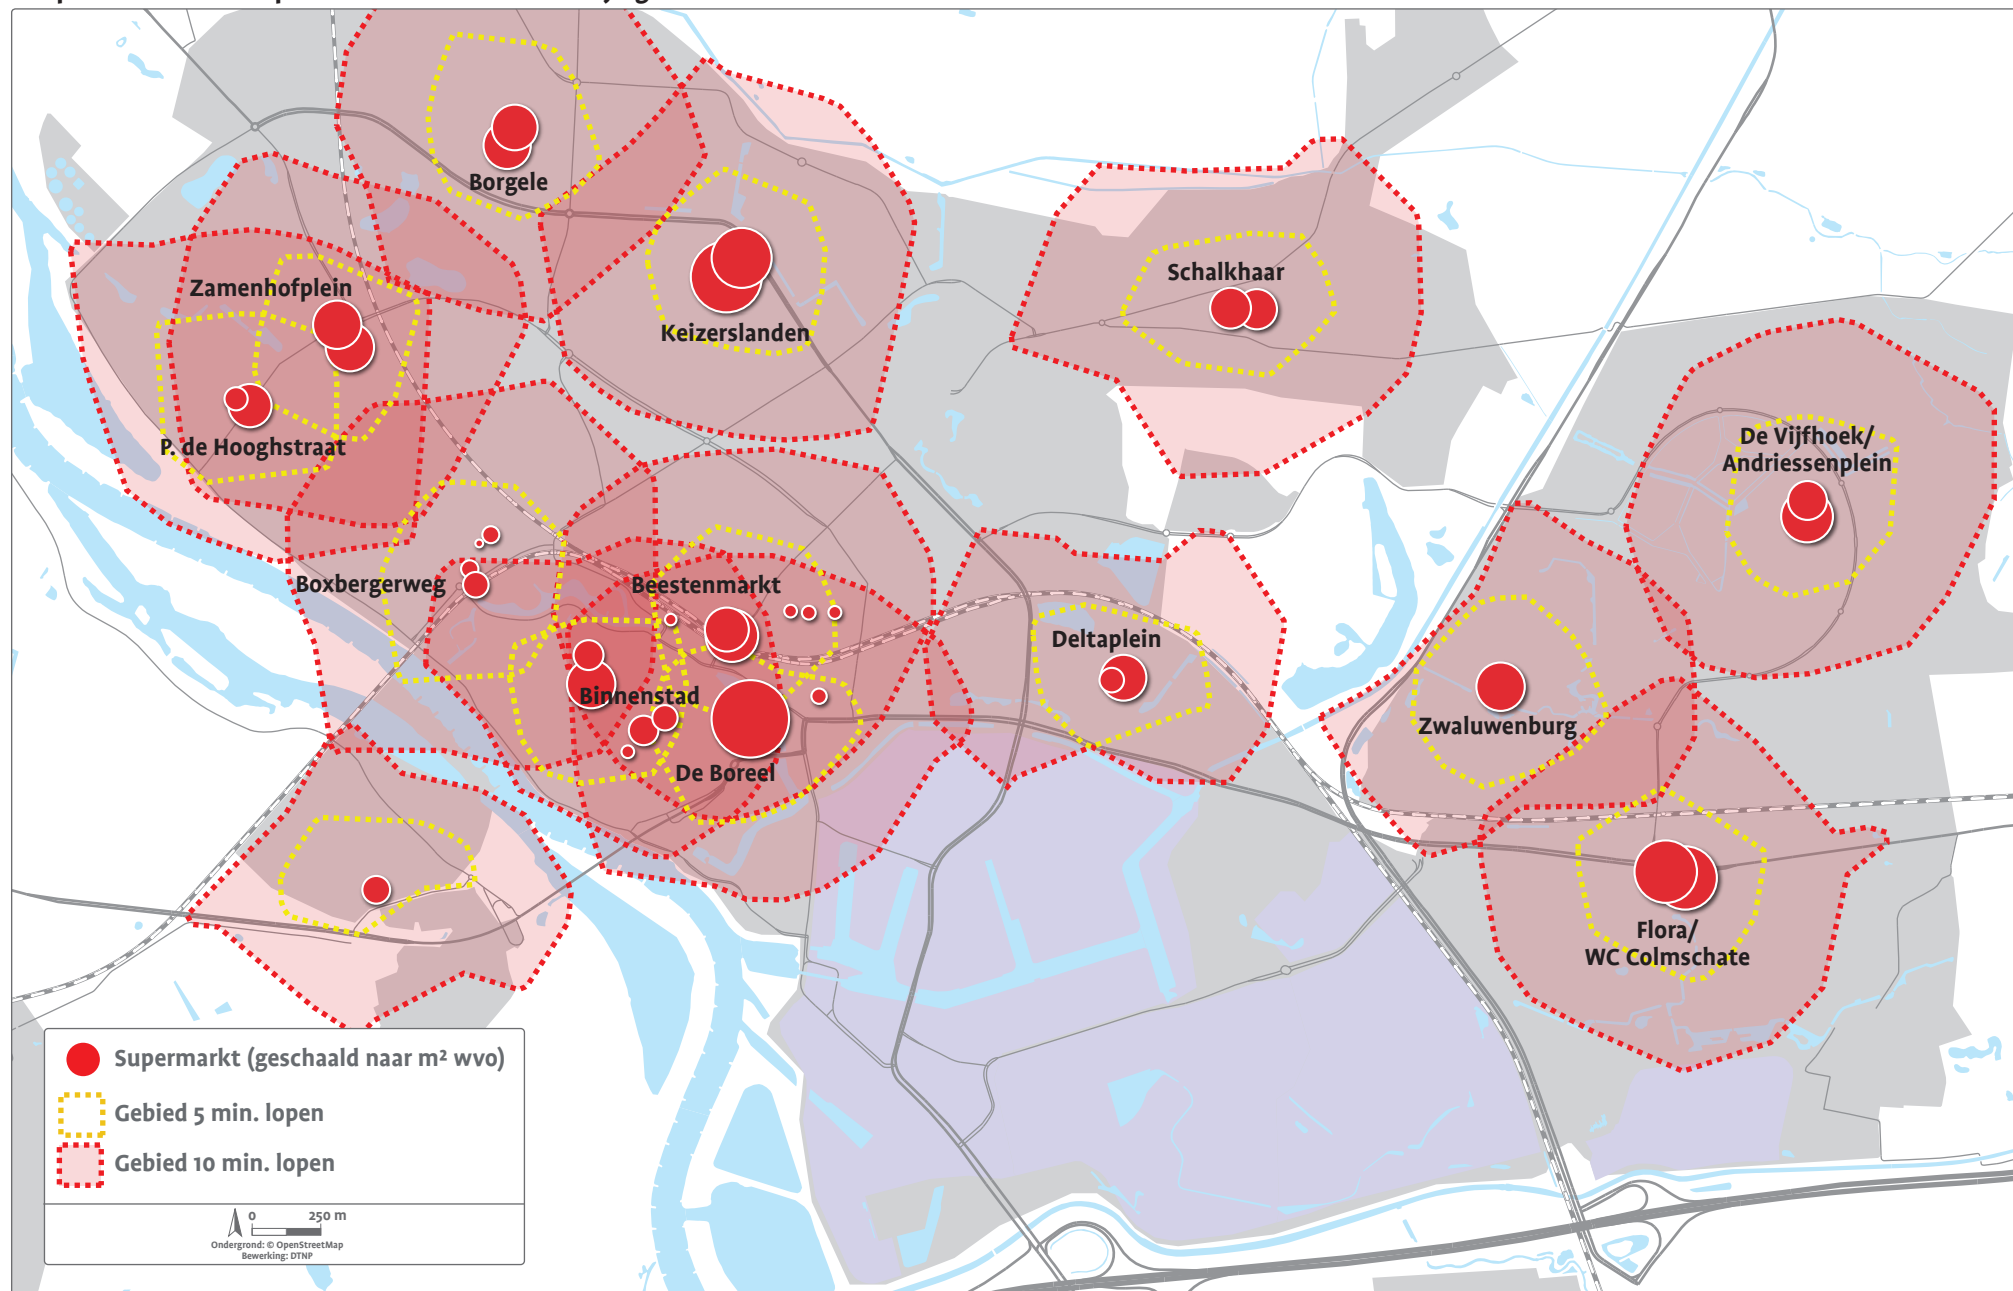 Borgele
Zamenhofplein
Keizerslanden
Schalkhaar
P. de Hooghstraat
De Vijfhoek/
Andriessenplein
Boxbergerweg
Beestenmarkt
Deltaplein
Binnenstad
Zwaluwenburg
De Boreel
Flora/
WC Colmschate
Supermarkt (geschaald naar m² wvo)
Gebied 5 min. lopen
Gebied 10 min. lopen
0 250 m
Ondergrond: © OpenStreetMap
Bewerking: DTNP